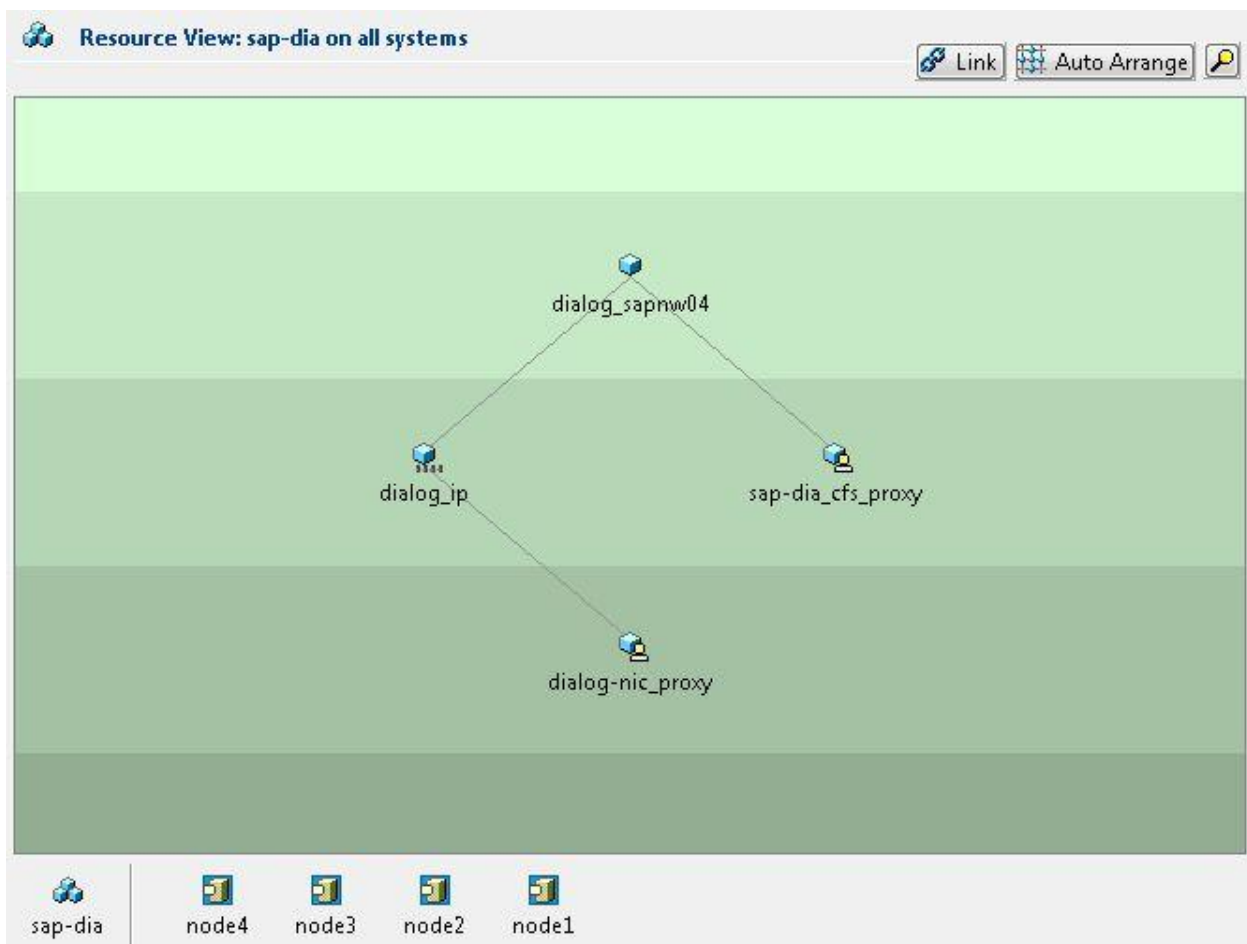 Resource View: sap-dia on all systems
Link
Auto Arrange
dialog_sapnw04
dialog_ip
sap-dia_cfs_proxy
dialog-nic_proxy
sap-dia
node4
node3
node2
node1